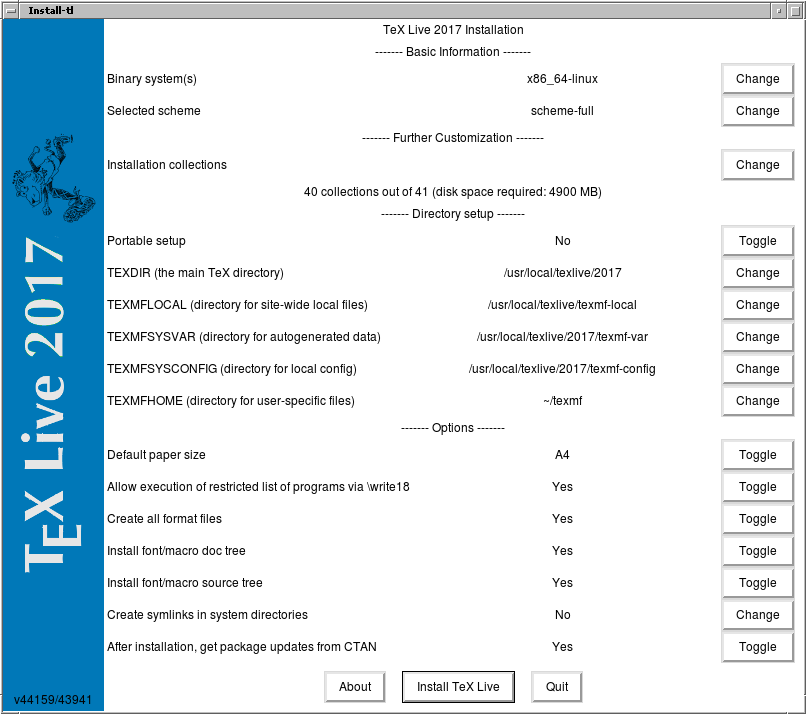 Install-tl
TeX Live 2017 Installation
------- Basic Information -------
Binary system(s) x86_64-linux Change
Selected scheme scheme-full Change
------- Further Customization -------
Installation collections Change
40 collections out of 41 (disk space required: 4900 MB)
------- Directory setup -------
Portable setup No Toggle
TEXDIR (the main TeX directory) /usr/local/texlive/2017 Change
TEXMFLOCAL (directory for site-wide local files) /usr/local/texlive/texmf-local Change
TEXMFSYSVAR (directory for autogenerated data) /usr/local/texlive/2017/texmf-var Change
TEXMFSYSCONFIG (directory for local config) /usr/local/texlive/2017/texmf-config Change
TEXMFHOME (directory for user-specific files) ~/texmf Change
------- Options -------
Default paper size A4 Toggle
Allow execution of restricted list of programs via \write18 Yes Toggle
Create all format files Yes Toggle
Install font/macro doc tree Yes Toggle
Install font/macro source tree Yes Toggle
Create symlinks in system directories No Change
After installation, get package updates from CTAN Yes Toggle
About Install TeX Live Quit
TEX Live 2017
v44159/43941